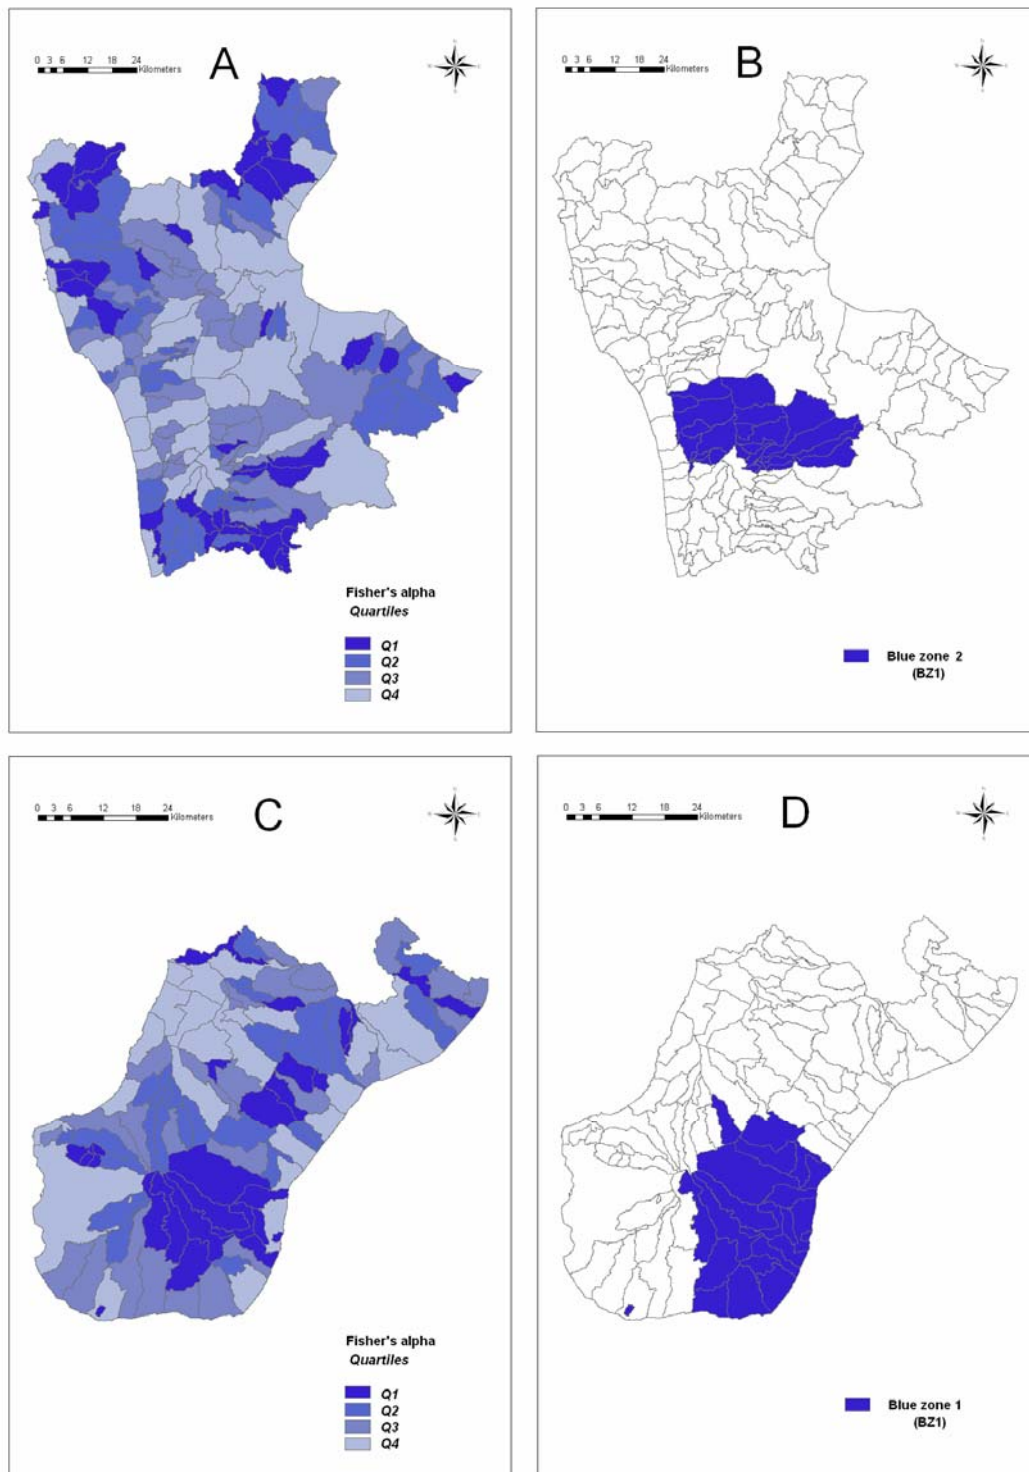 A
0 3 6 12 18 24
Kilometers
Fisher's alpha
Quartiles
Q1
Q2
Q3
Q4
B
0 3 6 12 18 24
Kilometers
Blue zone 2
(BZ1)
C
0 3 6 12 18 24
Kilometers
Fisher's alpha
Quartiles
Q1
Q2
Q3
Q4
D
0 3 6 12 18 24
Kilometers
Blue zone 1
(BZ1)